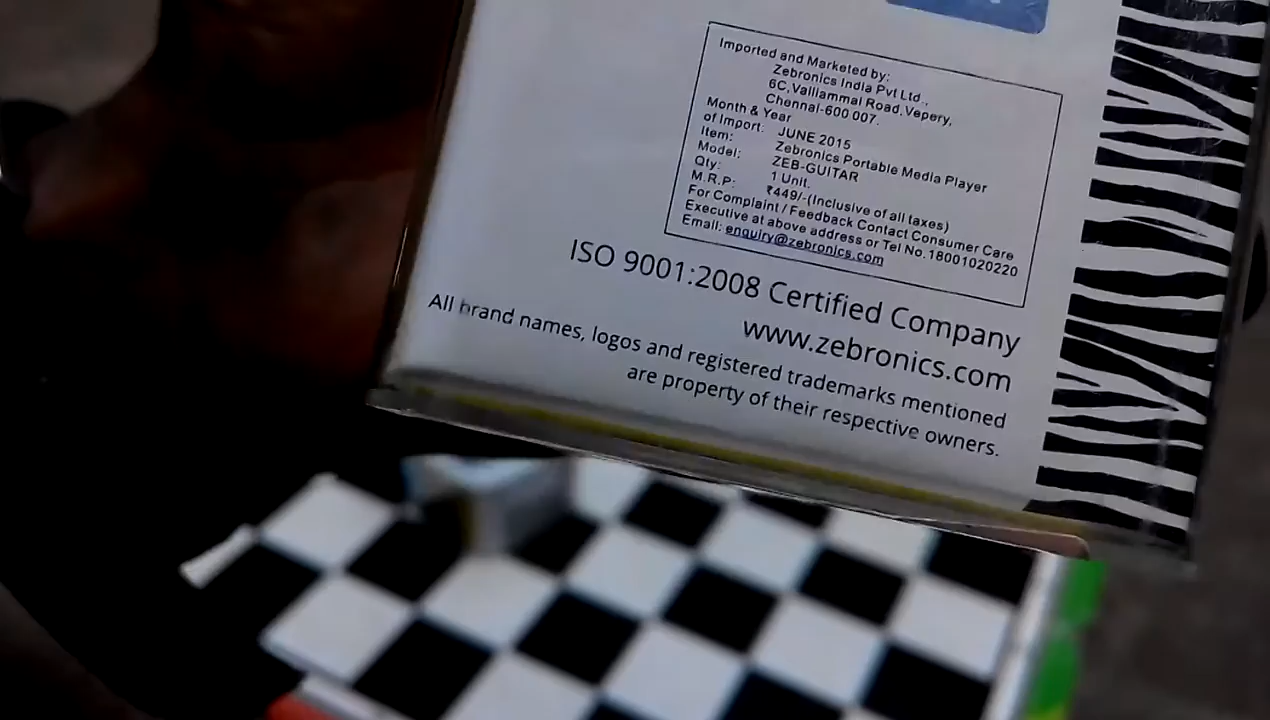 Imported and Marketed by:
Zebronics India Pvt Ltd.,
6C,Valliammal Road,Vepery,
Chennai-600 007.
Month & Year
of Import: JUNE 2015
Item: Zebronics Portable Media Player
Model: ZEB-GUITAR
Qty: 1 Unit.
M.R.P: ₹449/-(Inclusive of all taxes)
For Complaint / Feedback Contact Consumer Care
Executive at above address or Tel No.18001020220
Email: enquiry@zebronics.com
ISO 9001:2008 Certified Company
www.zebronics.com
All brand names, logos and registered trademarks mentioned
are property of their respective owners.